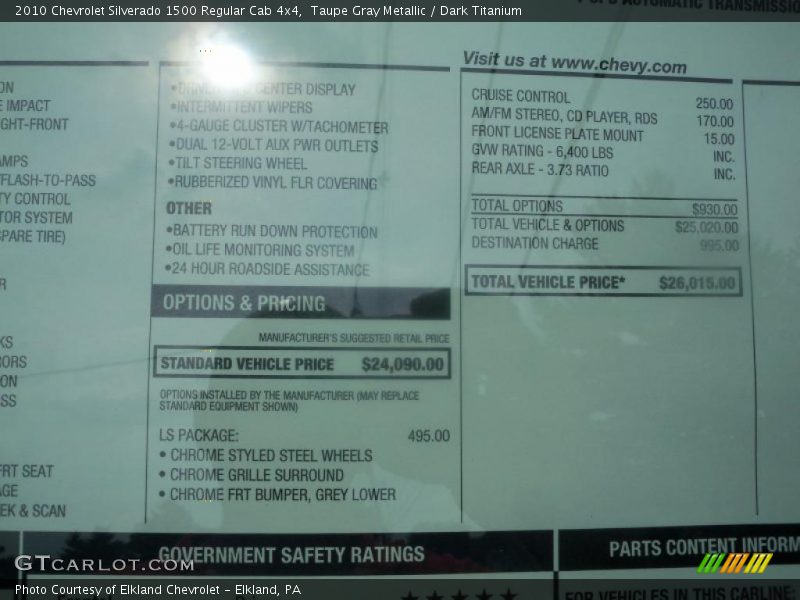 2010 Chevrolet Silverado 1500 Regular Cab 4x4, Taupe Gray Metallic / Dark Titanium
AUTOMATIC TRANSMISSIO
ON
E IMPACT
GHT-FRONT
AMPS
FLASH-TO-PASS
TY CONTROL
TOR SYSTEM
SPARE TIRE)
R
KS
RORS
ON
SS
FRT SEAT
AGE
EEK & SCAN
CENTER DISPLAY
•INTERMITTENT WIPERS
•4-GAUGE CLUSTER W/TACHOMETER
•DUAL 12-VOLT AUX PWR OUTLETS
•TILT STEERING WHEEL
•RUBBERIZED VINYL FLR COVERING
OTHER
•BATTERY RUN DOWN PROTECTION
•OIL LIFE MONITORING SYSTEM
•24 HOUR ROADSIDE ASSISTANCE
OPTIONS & PRICING
MANUFACTURER'S SUGGESTED RETAIL PRICE
STANDARD VEHICLE PRICE $24,090.00
OPTIONS INSTALLED BY THE MANUFACTURER (MAY REPLACE
STANDARD EQUIPMENT SHOWN)
LS PACKAGE: 495.00
• CHROME STYLED STEEL WHEELS
• CHROME GRILLE SURROUND
• CHROME FRT BUMPER, GREY LOWER
Visit us at www.chevy.com
CRUISE CONTROL 250.00
AM/FM STEREO, CD PLAYER, RDS 170.00
FRONT LICENSE PLATE MOUNT 15.00
GVW RATING - 6,400 LBS INC.
REAR AXLE - 3.73 RATIO INC.
TOTAL OPTIONS $930.00
TOTAL VEHICLE & OPTIONS $25,020.00
DESTINATION CHARGE 995.00
TOTAL VEHICLE PRICE* $26,015.00
GOVERNMENT SAFETY RATINGS
PARTS CONTENT INFORM
FOR VEHICLES IN THIS CARLINE:
GTcarlot.com
Photo Courtesy of Elkland Chevrolet - Elkland, PA